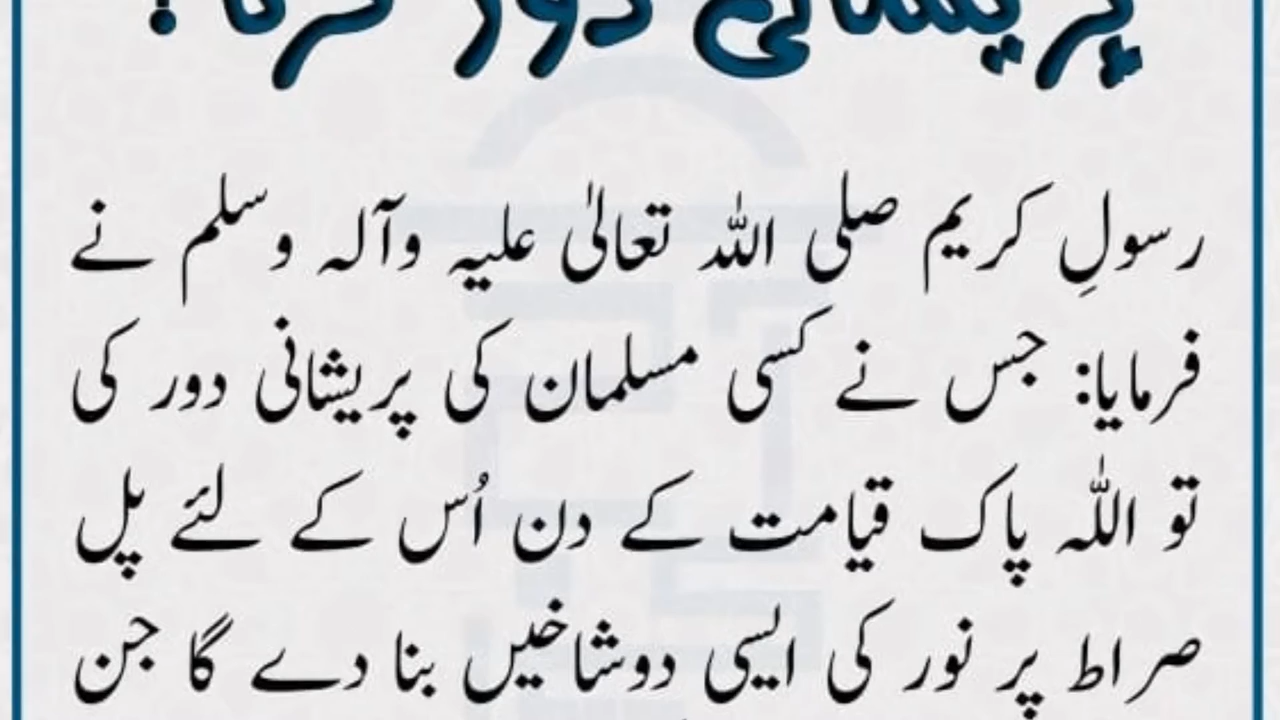 پریشانی دور کرنا !
رسولِ کریم صلی اللہ تعالیٰ علیہ وآلہ وسلم نے
فرمایا: جس نے کسی مسلمان کی پریشانی دور کی
تو اللہ پاک قیامت کے دن اُس کے لئے پل
صراط پر نور کی ایسی دوشاخیں بنا دے گا جن